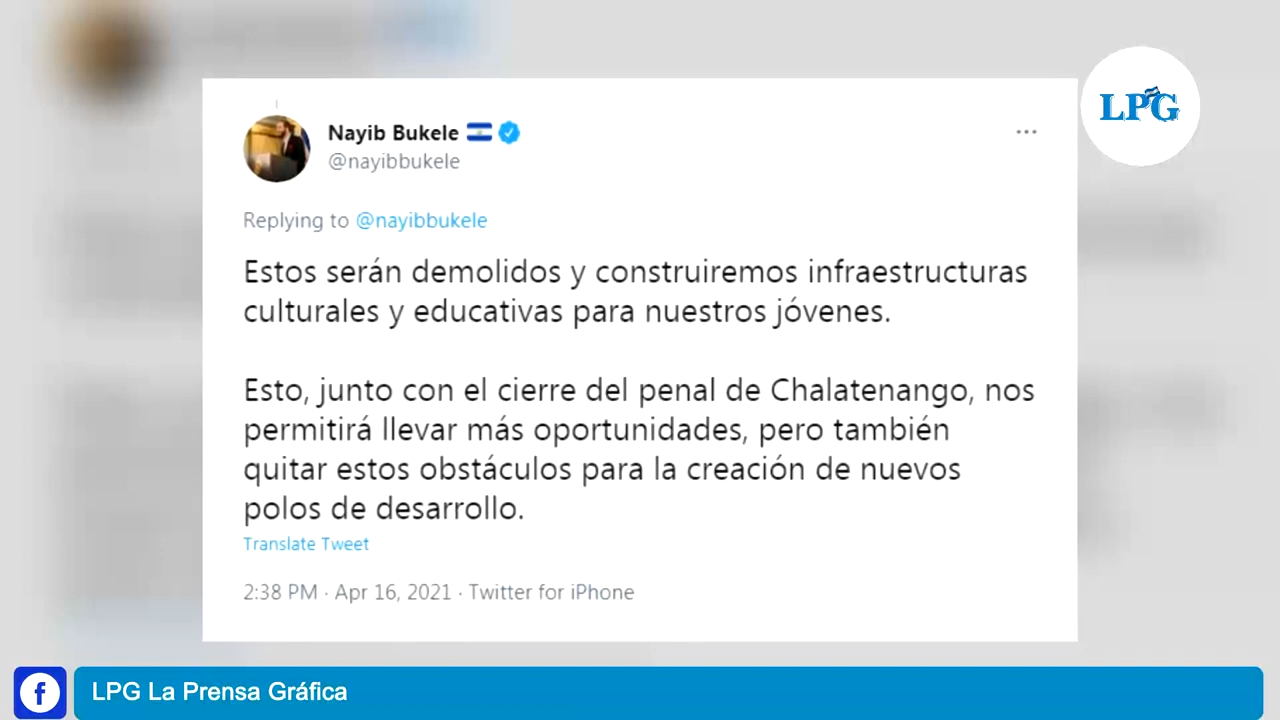 Nayib Bukele
@nayibbukele
Replying to @nayibbukele
Estos serán demolidos y construiremos infraestructuras
culturales y educativas para nuestros jóvenes.
Esto, junto con el cierre del penal de Chalatenango, nos
permitirá llevar más oportunidades, pero también
quitar estos obstáculos para la creación de nuevos
polos de desarrollo.
Translate Tweet
2:38 PM · Apr 16, 2021 · Twitter for iPhone
LPG
LPG La Prensa Gráfica